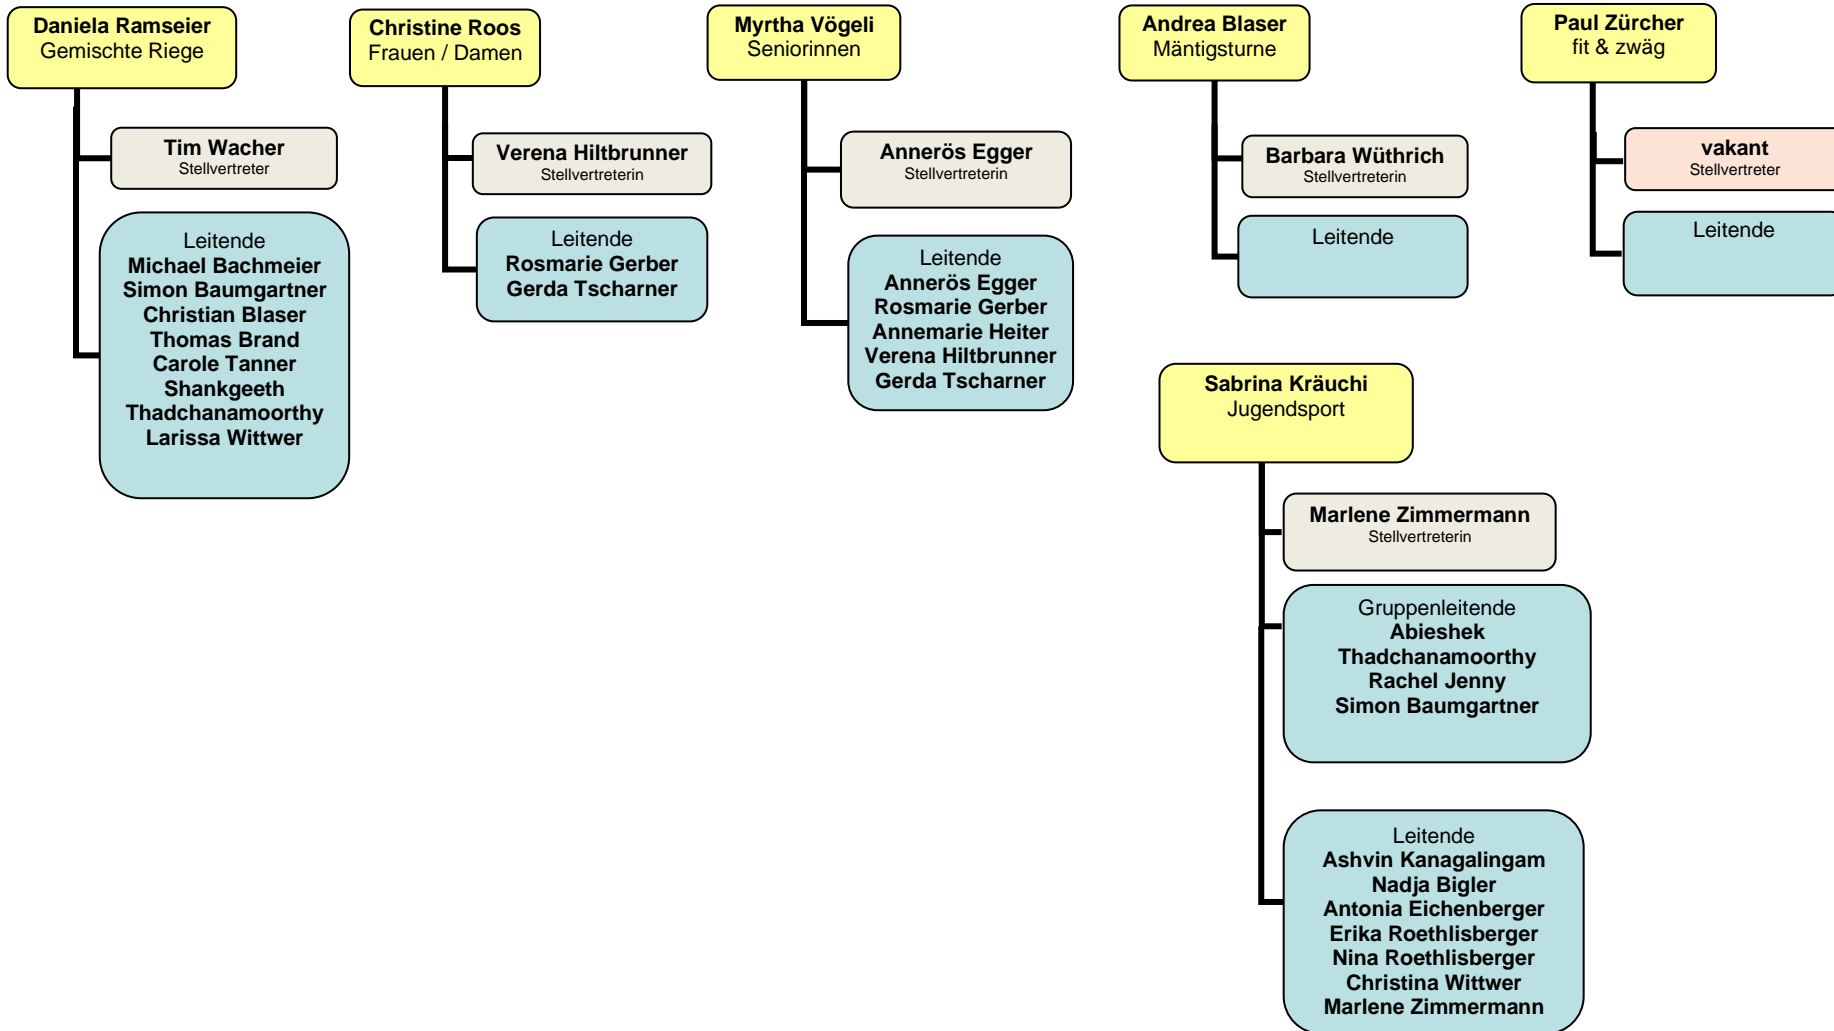 Daniela Ramseier
Gemischte Riege
Tim Wacher
Stellvertreter
Leitende
Michael Bachmeier
Simon Baumgartner
Christian Blaser
Thomas Brand
Carole Tanner
Shankgeeth
Thadchanamoorthy
Larissa Wittwer
Christine Roos
Frauen / Damen
Verena Hiltbrunner
Stellvertreterin
Leitende
Rosmarie Gerber
Gerda Tscharner
Myrtha Vögeli
Seniorinnen
Annerös Egger
Stellvertreterin
Leitende
Annerös Egger
Rosmarie Gerber
Annemarie Heiter
Verena Hiltbrunner
Gerda Tscharner
Andrea Blaser
Mäntigsturne
Barbara Wüthrich
Stellvertreterin
Leitende
Paul Zürcher
fit & zwäg
vakant
Stellvertreter
Leitende
Sabrina Kräuchi
Jugendsport
Marlene Zimmermann
Stellvertreterin
Gruppenleitende
Abieshek
Thadchanamoorthy
Rachel Jenny
Simon Baumgartner
Leitende
Ashvin Kanagalingam
Nadja Bigler
Antonia Eichenberger
Erika Roethlisberger
Nina Roethlisberger
Christina Wittwer
Marlene Zimmermann